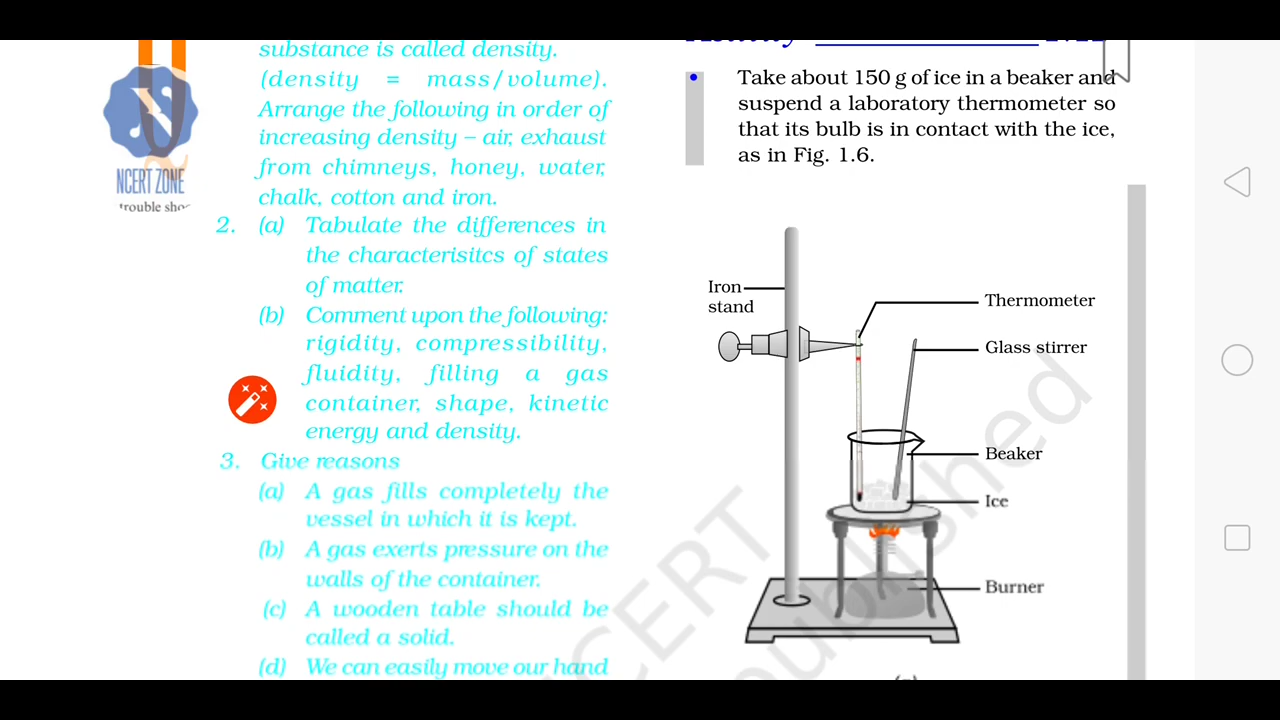 substance is called density.
(density = mass/volume).
Arrange the following in order of
increasing density – air, exhaust
from chimneys, honey, water,
chalk, cotton and iron.
2. (a) Tabulate the differences in
the characterisitcs of states
of matter.
(b) Comment upon the following:
rigidity, compressibility,
fluidity, filling a gas
container, shape, kinetic
energy and density.
3. Give reasons
(a) A gas fills completely the
vessel in which it is kept.
(b) A gas exerts pressure on the
walls of the container.
(c) A wooden table should be
called a solid.
(d) We can easily move our hand
NCERT ZONE
trouble
• Take about 150 g of ice in a beaker and
suspend a laboratory thermometer so
that its bulb is in contact with the ice,
as in Fig. 1.6.
Iron
stand
Thermometer
Glass stirrer
Beaker
Ice
Burner